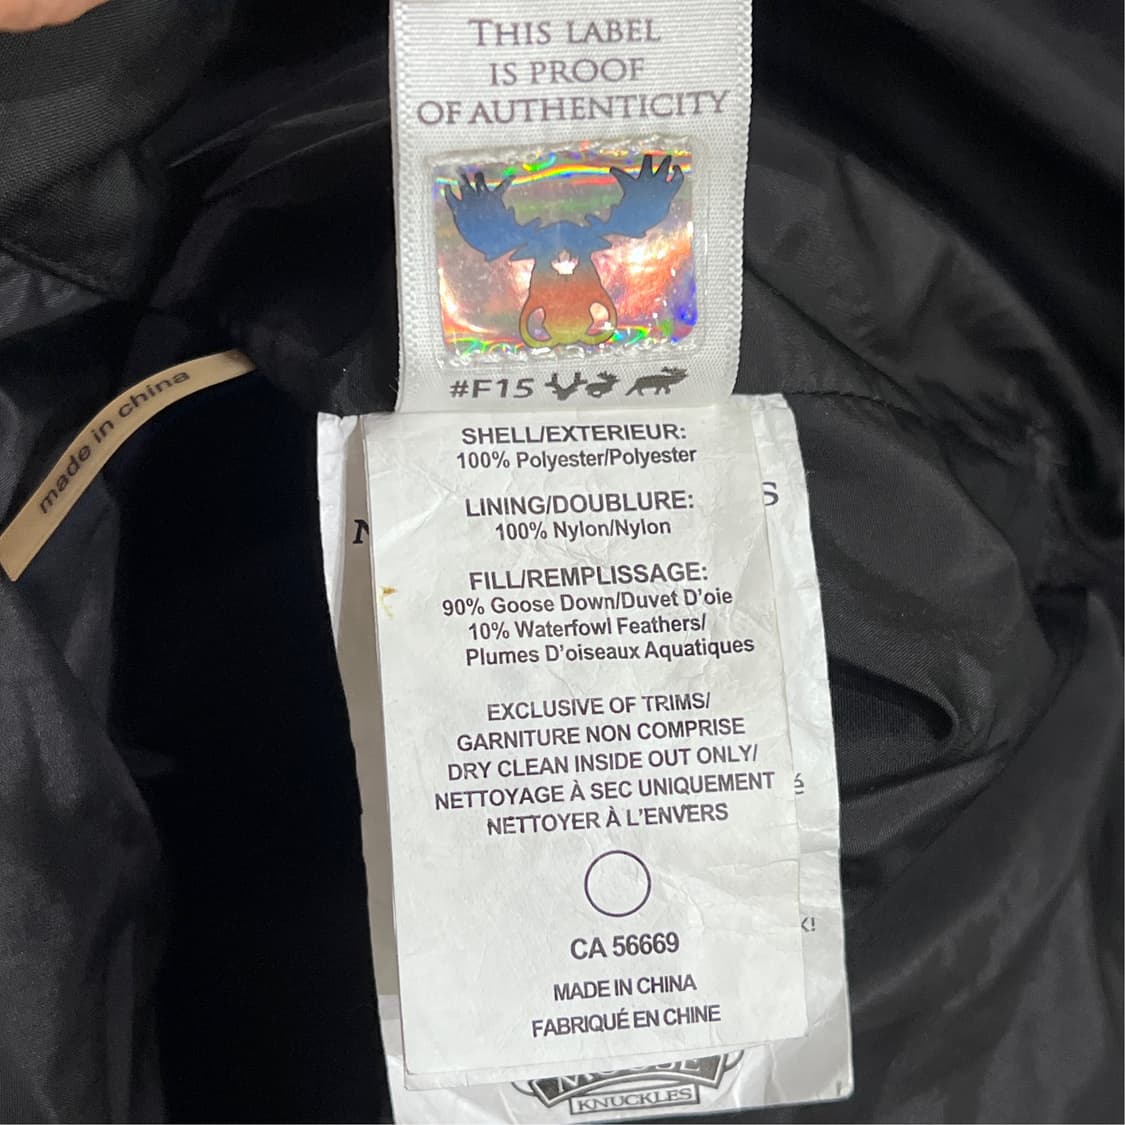 THIS LABEL
IS PROOF
OF AUTHENTICITY
#F15
made in china
SHELL/EXTERIEUR:
100% Polyester/Polyester
LINING/DOUBLURE:
100% Nylon/Nylon
FILL/REMPLISSAGE:
90% Goose Down/Duvet D'oie
10% Waterfowl Feathers/
Plumes D'oiseaux Aquatiques
EXCLUSIVE OF TRIMS/
GARNITURE NON COMPRISE
DRY CLEAN INSIDE OUT ONLY/
NETTOYAGE À SEC UNIQUEMENT
NETTOYER À L'ENVERS
CA 56669
MADE IN CHINA
FABRIQUÉ EN CHINE
MOOSE
KNUCKLES